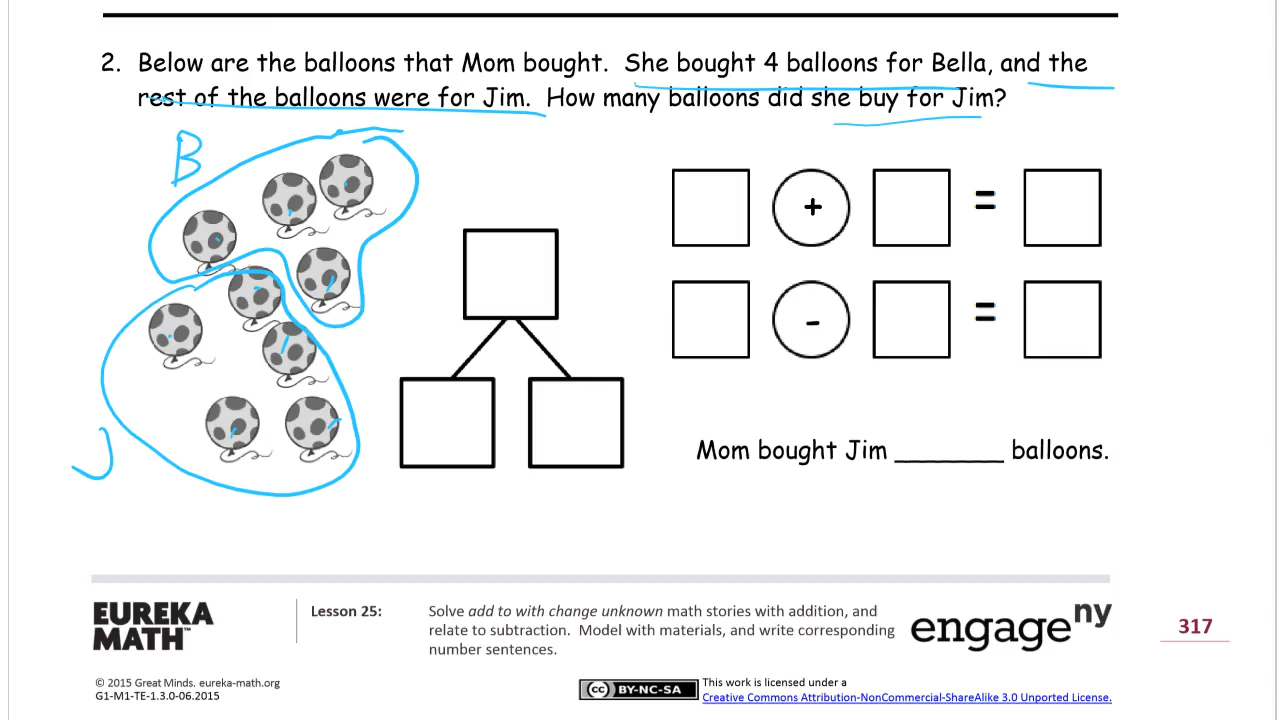 2. Below are the balloons that Mom bought. She bought 4 balloons for Bella, and the
rest of the balloons were for Jim. How many balloons did she buy for Jim?
B
J
+ =
- =
Mom bought Jim _______ balloons.
EUREKA
MATH™
Lesson 25:
Solve add to with change unknown math stories with addition, and
relate to subtraction. Model with materials, and write corresponding
number sentences.
engage ny
317
© 2015 Great Minds. eureka-math.org
G1-M1-TE-1.3.0-06.2015
cc BY-NC-SA
This work is licensed under a
Creative Commons Attribution-NonCommercial-ShareAlike 3.0 Unported License.